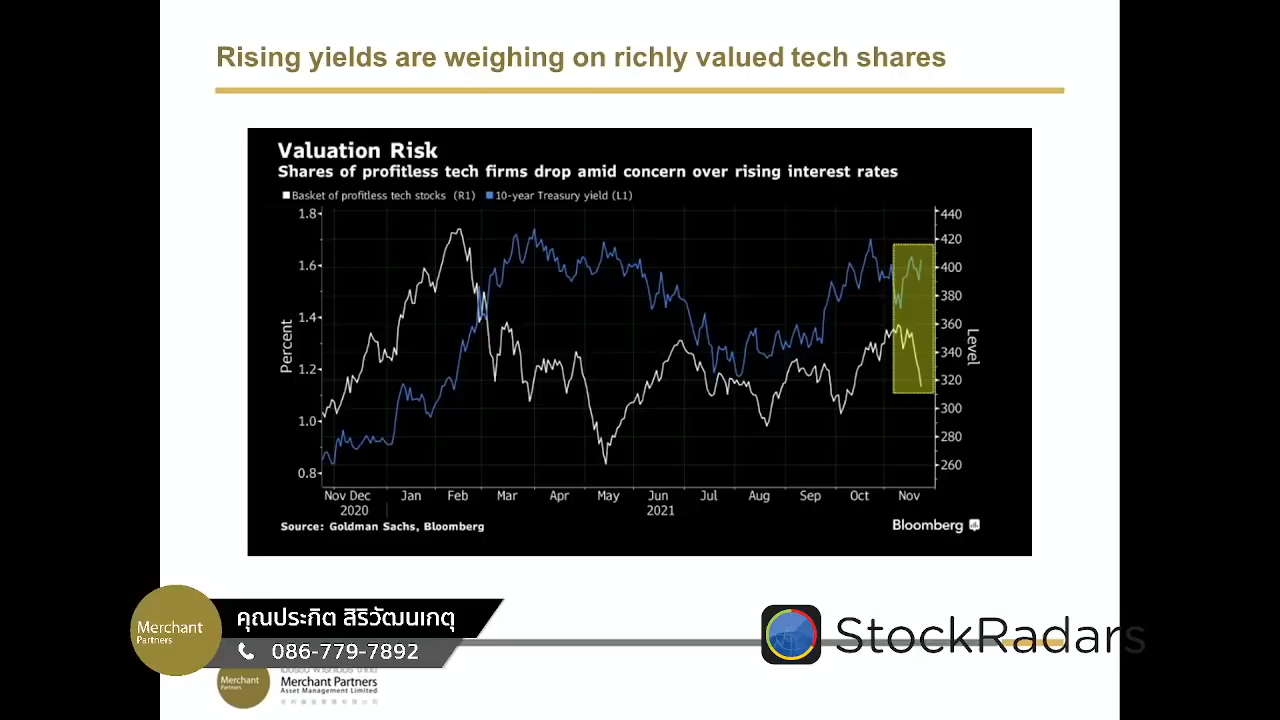 Rising yields are weighing on richly valued tech shares
Valuation Risk
Shares of profitless tech firms drop amid concern over rising interest rates
Basket of profitless tech stocks (R1) 10-year Treasury yield (L1)
1.8
1.6
1.4
1.2
1.0
0.8
Percent
440
420
400
380
360
340
320
300
280
260
Level
Nov Dec Jan Feb Mar Apr May Jun Jul Aug Sep Oct Nov
2020 2021
Source: Goldman Sachs, Bloomberg
Bloomberg
Merchant
Partners
คุณประกิต สิริวัฒนเกตุ
086-779-7892
StockRadars
Merchant
Partners
Merchant Partners
Asset Management Limited